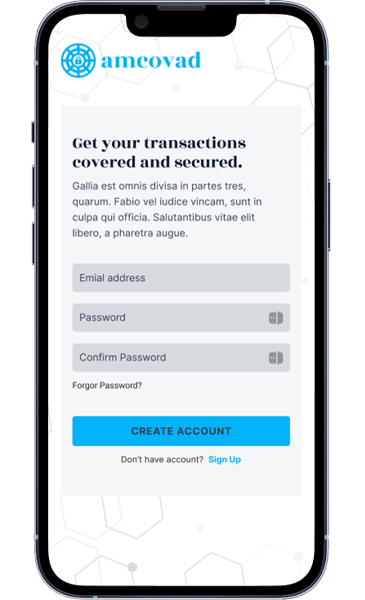 amcovad
Get your transactions
covered and secured.
Gallia est omnis divisa in partes tres,
quarum. Fabio vel iudice vincam, sunt in
culpa qui officia. Salutantibus vitae elit
libero, a pharetra augue.
Emial address
Password
Confirm Password
Forgor Password?
CREATE ACCOUNT
Don't have account? Sign Up